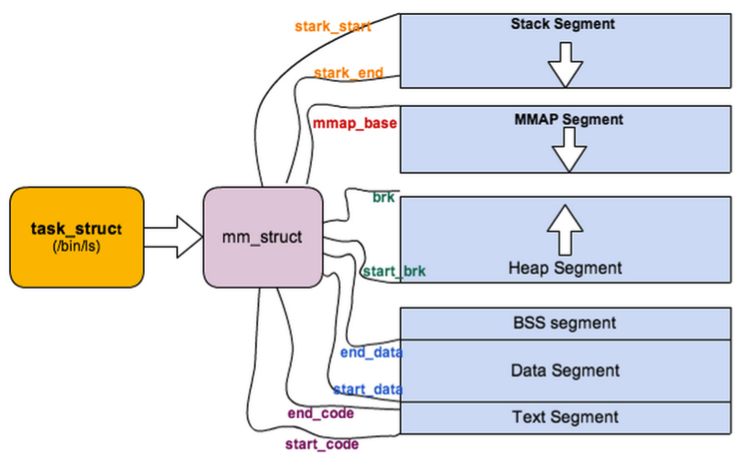 stark_start
Stack Segment
stark_end
mmap_base
MMAP Segment
brk
task_struct
(/bin/ls)
mm_struct
start_brk
Heap Segment
BSS segment
end_data
Data Segment
start_data
end_code
Text Segment
start_code